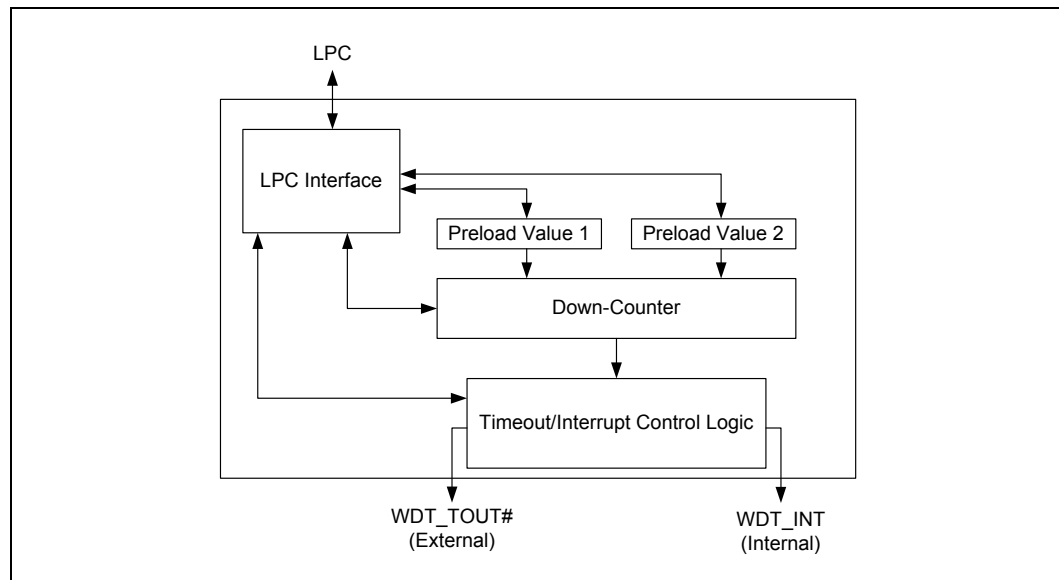 LPC
LPC Interface
Preload Value 1
Preload Value 2
Down-Counter
Timeout/Interrupt Control Logic
WDT_TOUT#
(External)
WDT_INT
(Internal)